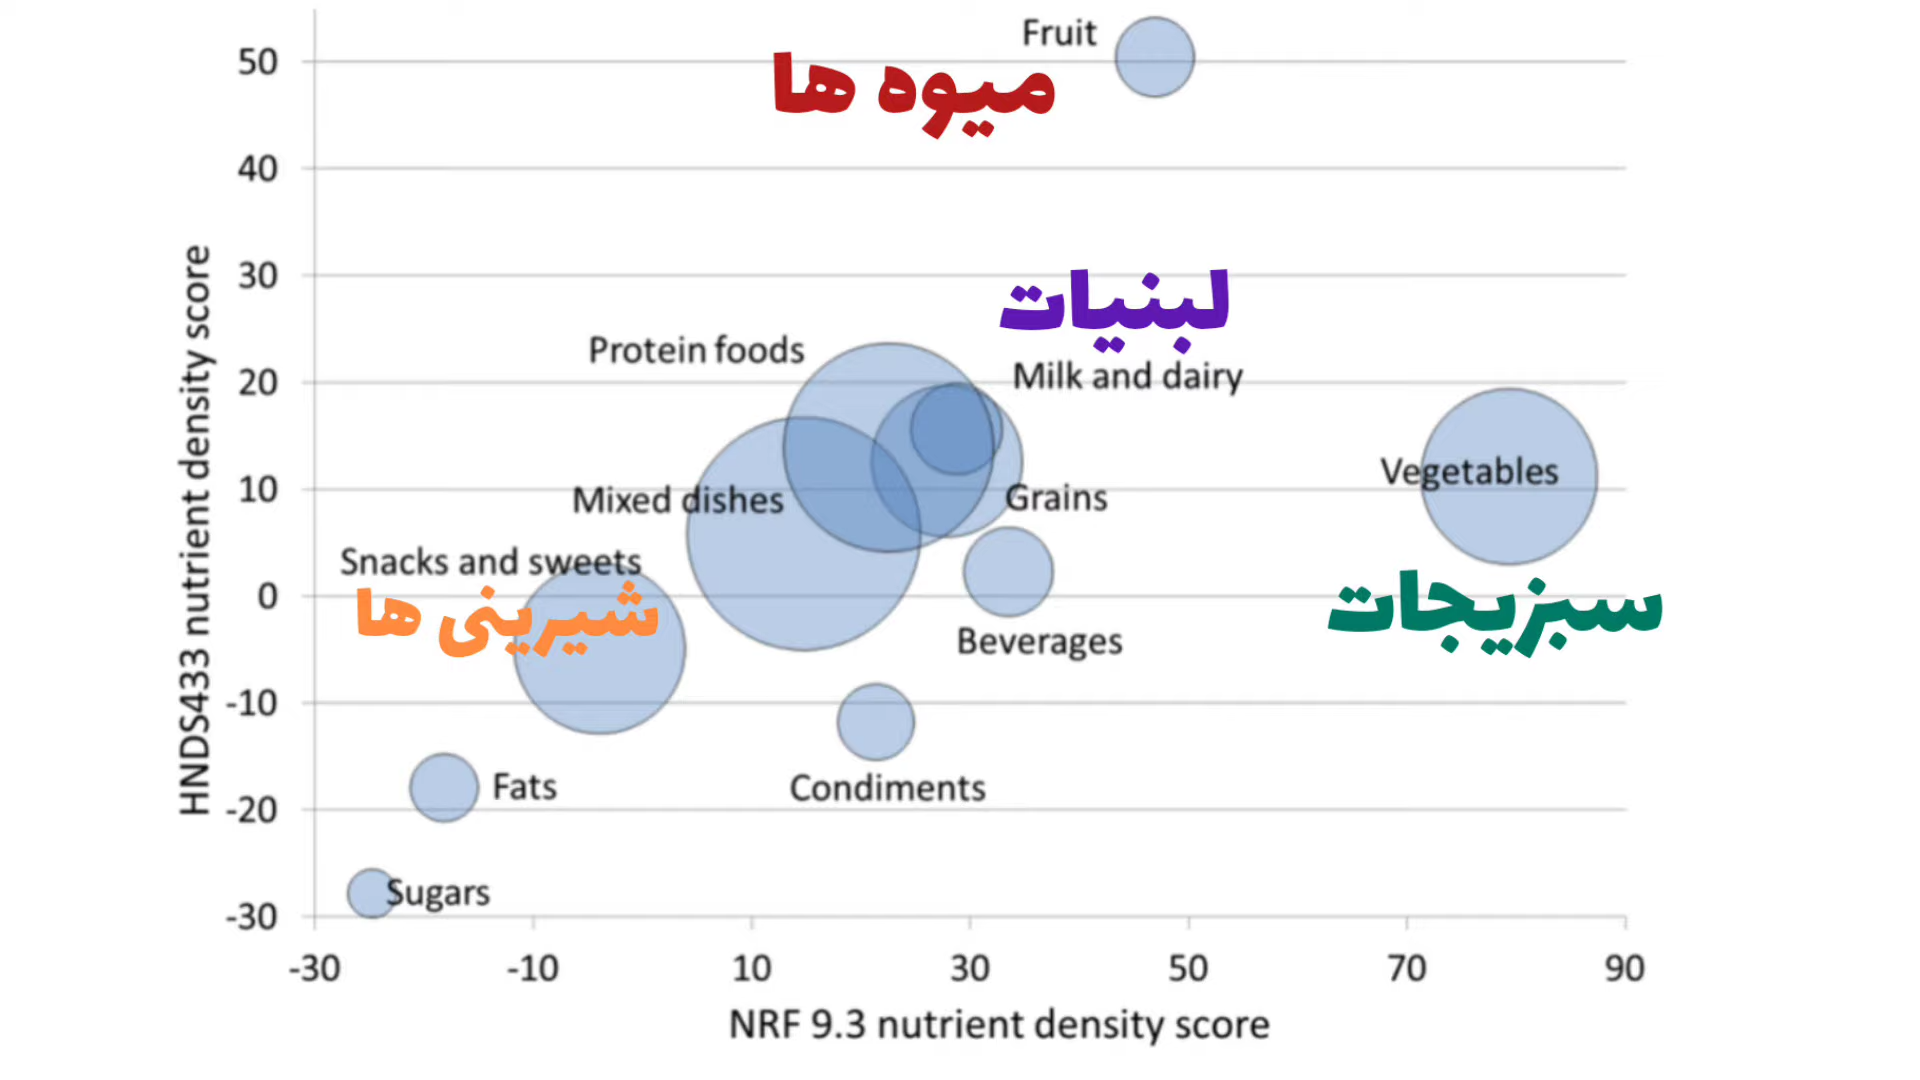 Fruit
میوه ها
50
40
30
20
10
0
-10
-20
-30
HNDS433 nutrient density score
لبنیات
Protein foods
Milk and dairy
Vegetables
Mixed dishes
Grains
Snacks and sweets
شیرینی ها
سبزیجات
Beverages
Fats
Condiments
Sugars
-30 -10 10 30 50 70 90
NRF 9.3 nutrient density score